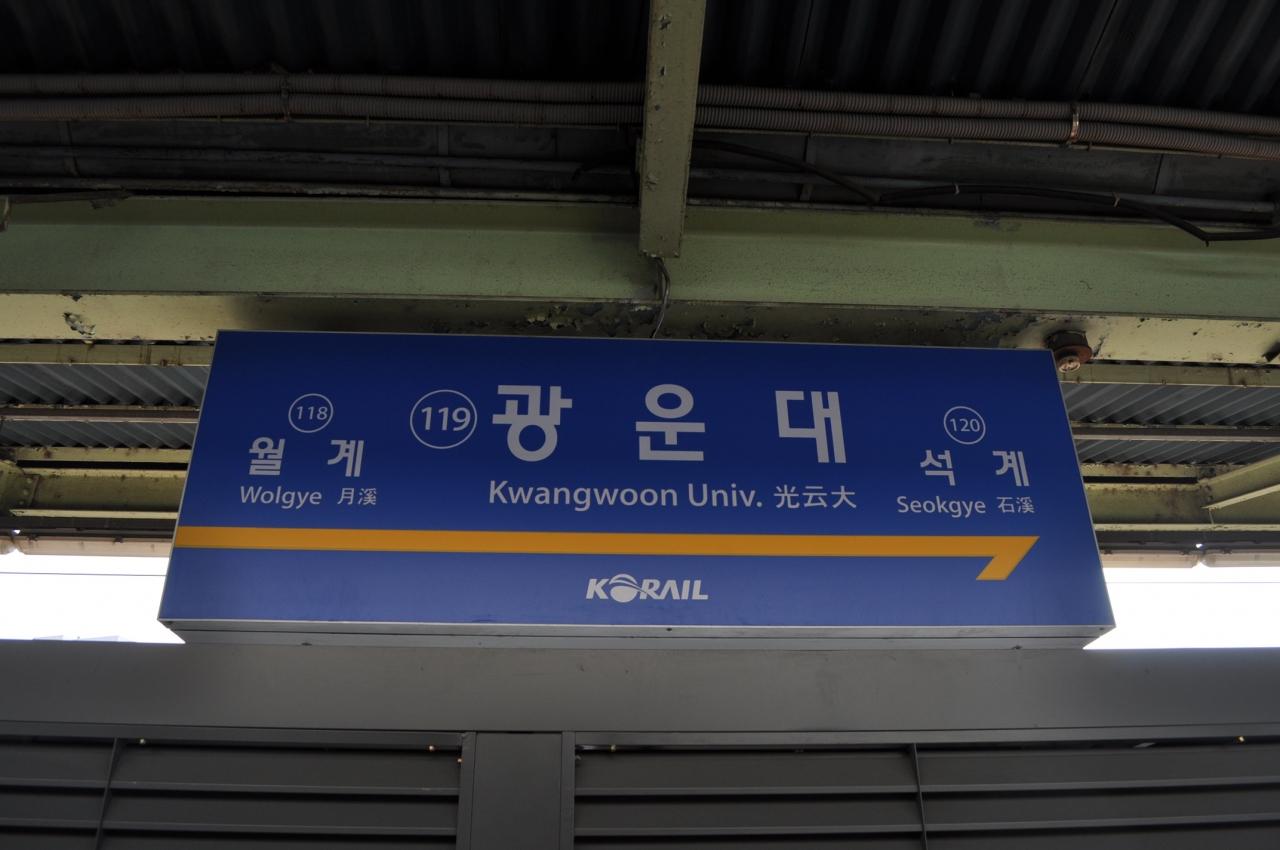 118
월 계
Wolgye 月溪
119 광 운 대
Kwangwoon Univ. 光云大
120
석 계
Seokgye 石溪
KORAIL